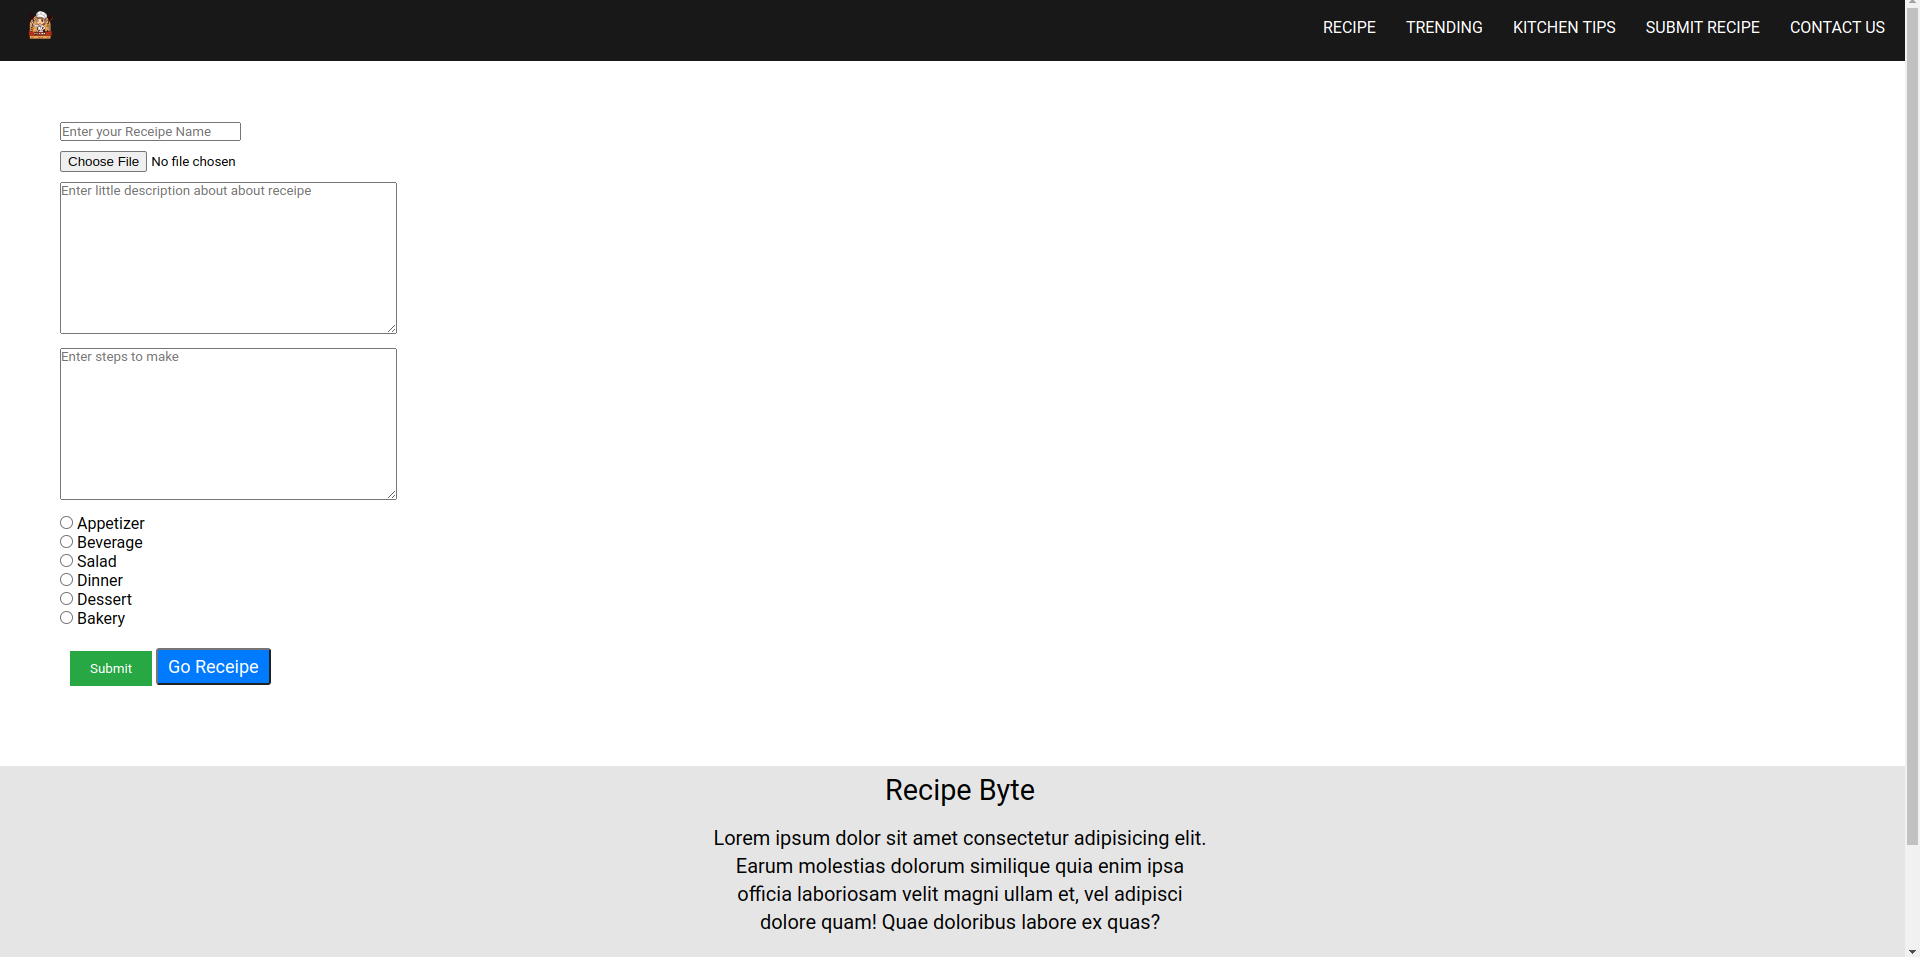 RECIPE TRENDING KITCHEN TIPS SUBMIT RECIPE CONTACT US
Enter your Receipe Name
Choose File No file chosen
Enter little description about about receipe
Enter steps to make
Appetizer
Beverage
Salad
Dinner
Dessert
Bakery
Submit Go Receipe
Recipe Byte
Lorem ipsum dolor sit amet consectetur adipisicing elit.
Earum molestias dolorum similique quia enim ipsa
officia laboriosam velit magni ullam et, vel adipisci
dolore quam! Quae doloribus labore ex quas?